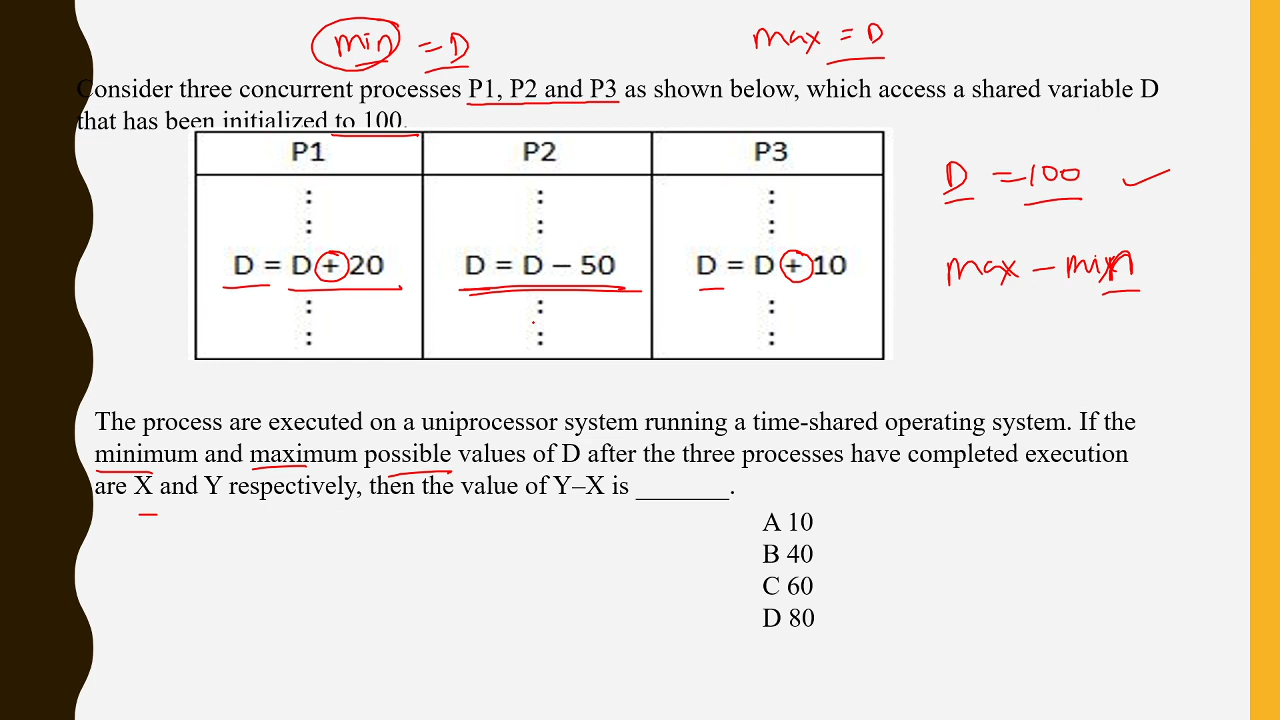 min = D
max = D
Consider three concurrent processes P1, P2 and P3 as shown below, which access a shared variable D
that has been initialized to 100.
P1 P2 P3
D = D + 20 D = D – 50 D = D + 10
D = 100 ✓
max – min
The process are executed on a uniprocessor system running a time-shared operating system. If the
minimum and maximum possible values of D after the three processes have completed execution
are X and Y respectively, then the value of Y–X is _______.
A 10
B 40
C 60
D 80